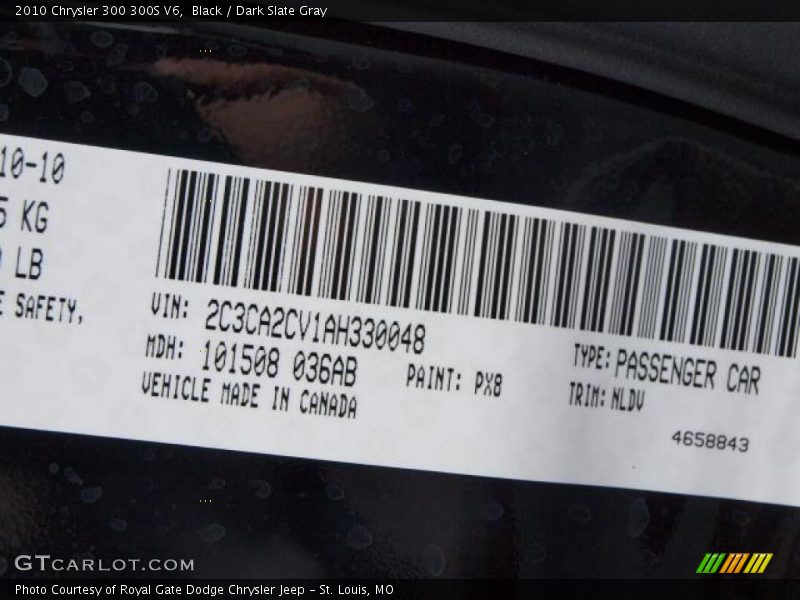 2010 Chrysler 300 300S V6,  Black / Dark Slate Gray
10-10
5 KG
LB
SAFETY,
VIN: 2C3CA2CV1AH330048
MDH: 101508 036AB
PAINT: PX8
VEHICLE MADE IN CANADA
TYPE: PASSENGER CAR
TRIM: NLDV
4658843
GTCARLOT.COM
Photo Courtesy of Royal Gate Dodge Chrysler Jeep - St. Louis, MO